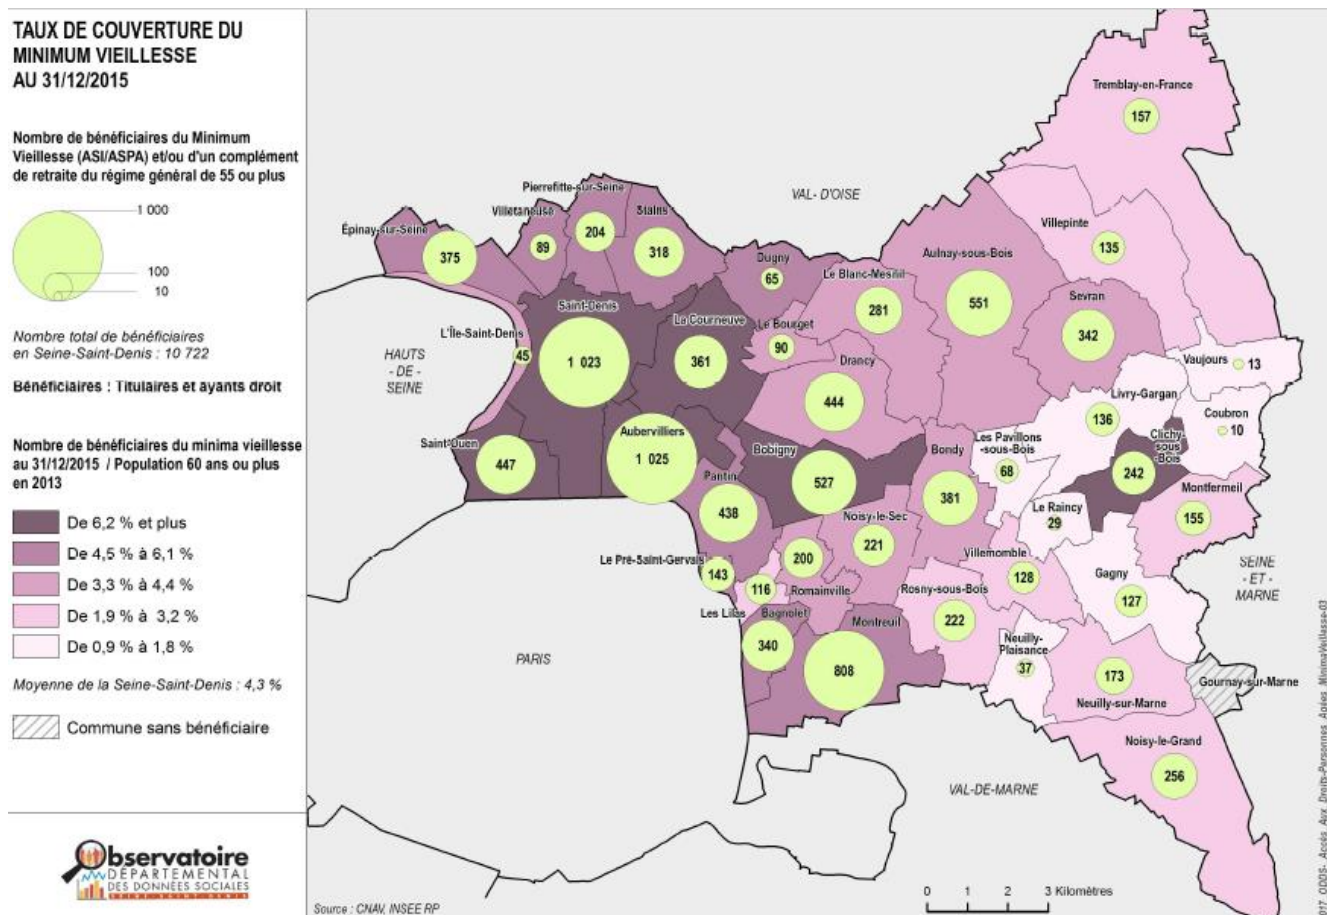 TAUX DE COUVERTURE DU
MINIMUM VIEILLESSE
AU 31/12/2015
Nombre de bénéficiaires du Minimum
Vieillesse (ASI/ASPA) et/ou d'un complément
de retraite du régime général de 55 ou plus
1 000
100
10
Nombre total de bénéficiaires
en Seine-Saint-Denis : 10 722
Bénéficiaires : Titulaires et ayants droit
Nombre de bénéficiaires du minima vieillesse
au 31/12/2015 / Population 60 ans ou plus
en 2013
De 6,2 % et plus
De 4,5 % à 6,1 %
De 3,3 % à 4,4 %
De 1,9 % à 3,2 %
De 0,9 % à 1,8 %
Moyenne de la Seine-Saint-Denis : 4,3 %
Commune sans bénéficiaire
Observatoire
DÉPARTEMENTAL
DES DONNÉES SOCIALES
SEINE-SAINT-DENIS
Tremblay-en-France
157
VAL- D'OISE
Pierrefitte-sur-Seine
204
Villetaneuse
89
Stains
318
Épinay-sur-Seine
375
Villepinte
135
Aulnay-sous-Bois
551
Dugny
65
Le Blanc-Mesnil
281
Sevran
342
Saint-Denis
1 023
La Courneuve
361
Le Bourget
90
L'Île-Saint-Denis
45
HAUTS
- DE -
SEINE
Drancy
444
Vaujours
13
Livry-Gargan
136
Coubron
10
Saint-Ouen
447
Aubervilliers
1 025
Bobigny
527
Pantin
438
Bondy
381
Les Pavillons
-sous-Bois
68
Clichy-
sous
-Bois
242
Le Raincy
29
Montfermeil
155
Noisy-le-Sec
221
Le Pré-Saint-Gervais
143
200
Romainville
116
Les Lilas
Villemomble
128
Rosny-sous-Bois
222
Gagny
127
SEINE
- ET -
MARNE
Bagnolet
340
Montreuil
808
PARIS
Neuilly-
Plaisance
37
173
Neuilly-sur-Marne
Gournay-sur-Marne
Noisy-le-Grand
256
VAL-DE-MARNE
0 1 2 3 Kilomètres
Source : CNAV, INSEE RP
ODDS- Accès Aux Droits-Personnes Agées MinimaVieillesse-03